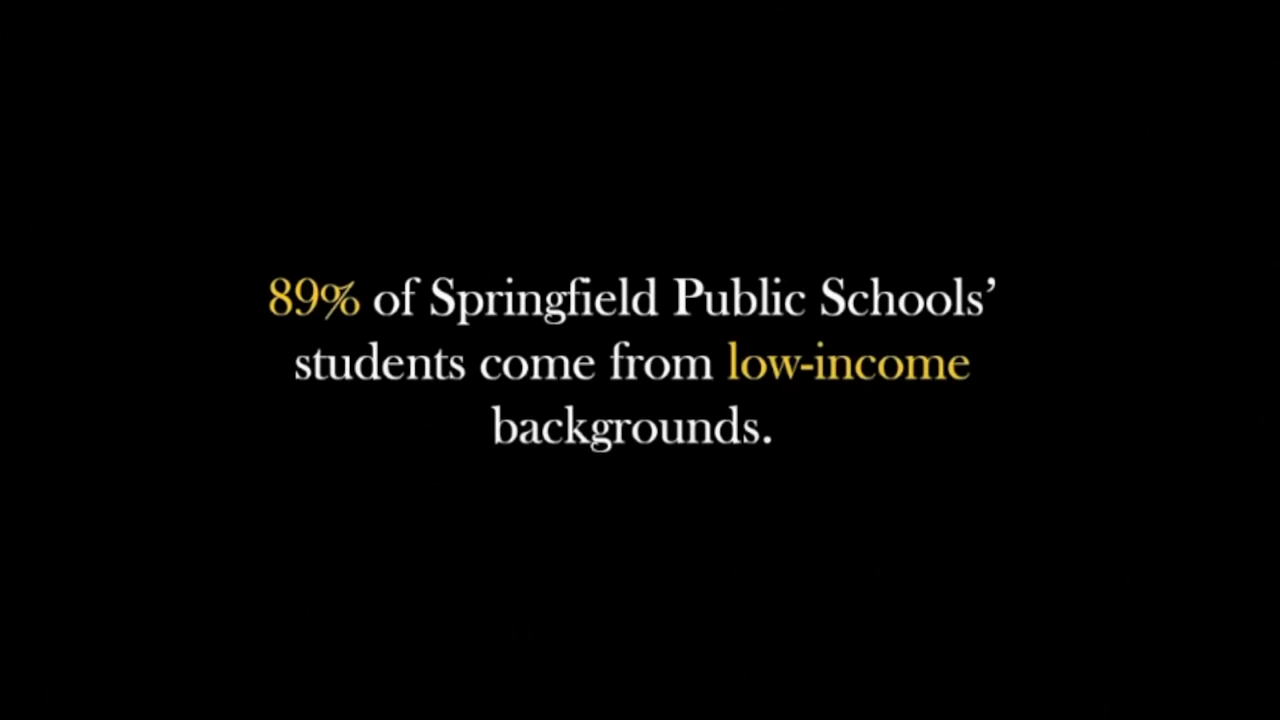 89% of Springfield Public Schools’
students come from low-income
backgrounds.